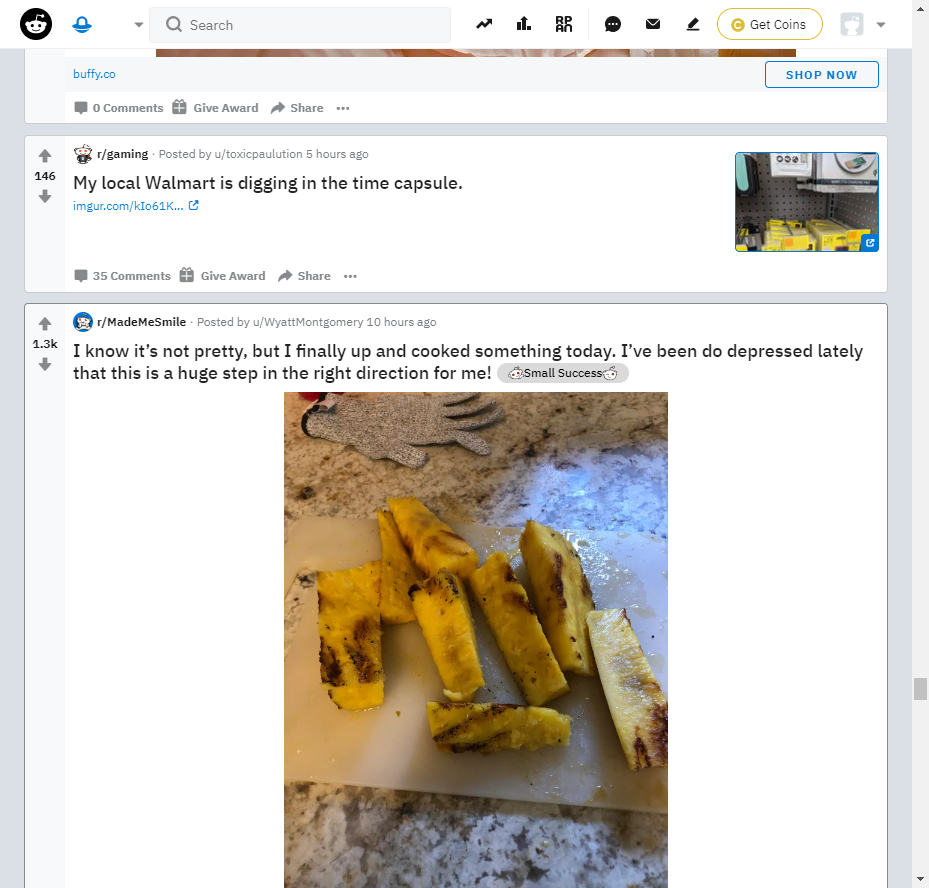 Search
Get Coins
buffy.co
SHOP NOW
0 Comments Give Award Share
r/gaming · Posted by u/toxicpaulution 5 hours ago
146
My local Walmart is digging in the time capsule.
imgur.com/kIo61K...
35 Comments Give Award Share
r/MadeMeSmile · Posted by u/WyattMontgomery 10 hours ago
1.3k
I know it’s not pretty, but I finally up and cooked something today. I’ve been do depressed lately
that this is a huge step in the right direction for me! Small Success